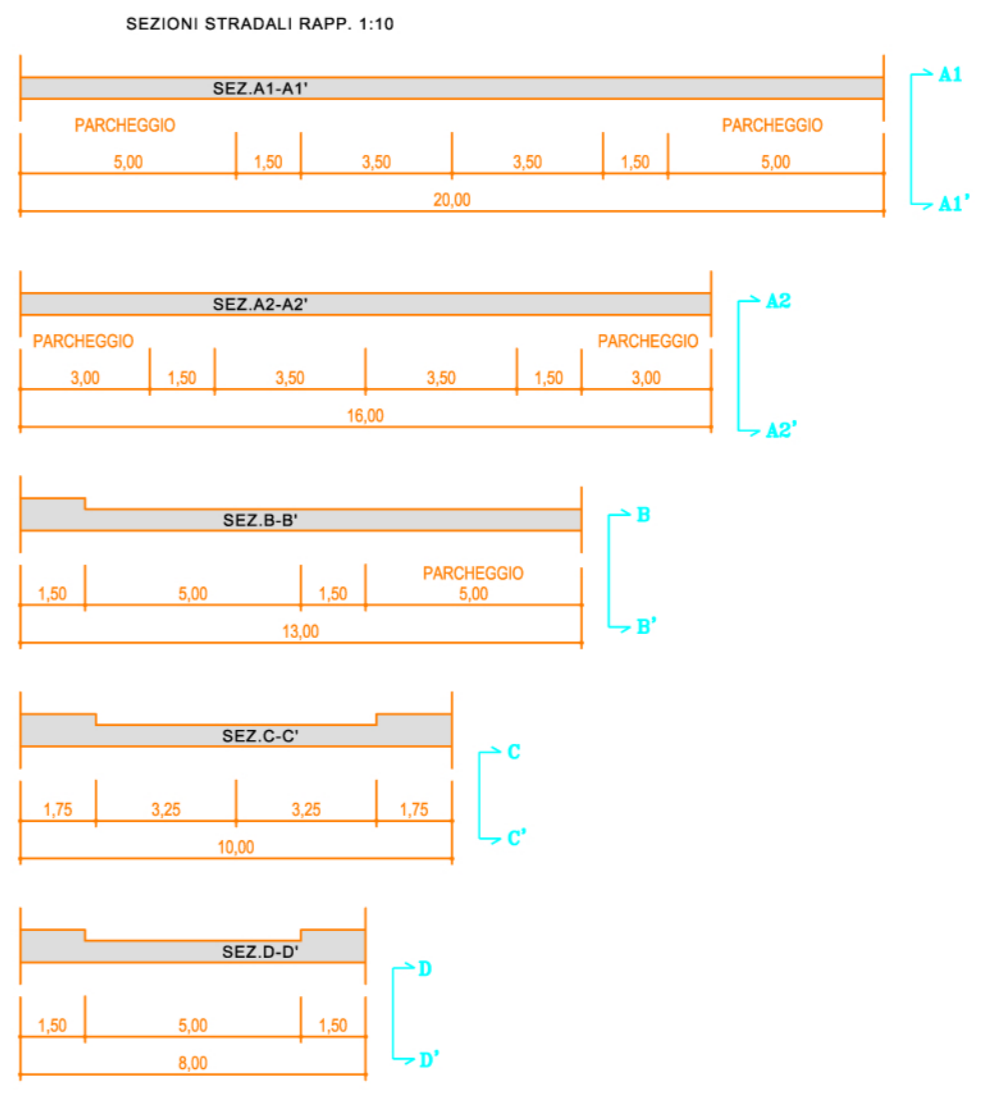 SEZIONI STRADALI RAPP. 1:10
SEZ.A1-A1'
A1
PARCHEGGIO PARCHEGGIO
5,00 1,50 3,50 3,50 1,50 5,00
20,00
A1'
SEZ.A2-A2'
A2
PARCHEGGIO PARCHEGGIO
3,00 1,50 3,50 3,50 1,50 3,00
16,00
A2'
SEZ.B-B'
B
PARCHEGGIO
1,50 5,00 1,50 5,00
13,00
B'
SEZ.C-C'
C
1,75 3,25 3,25 1,75
10,00
C'
SEZ.D-D'
D
1,50 5,00 1,50
8,00
D'